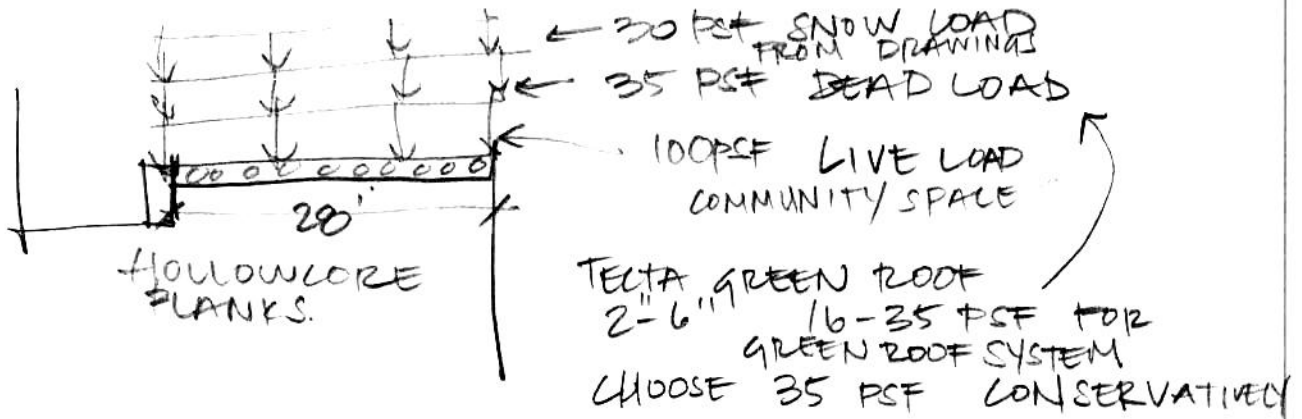 ← 30 PSF SNOW LOAD
FROM DRAWINGS
← 35 PSF DEAD LOAD
100PSF LIVE LOAD
COMMUNITY SPACE
28'
HOLLOWCORE
PLANKS.
TECTA GREEN ROOF
2"-6" 16-35 PSF FOR
GREEN ROOF SYSTEM
CHOOSE 35 PSF CONSERVATIVELY